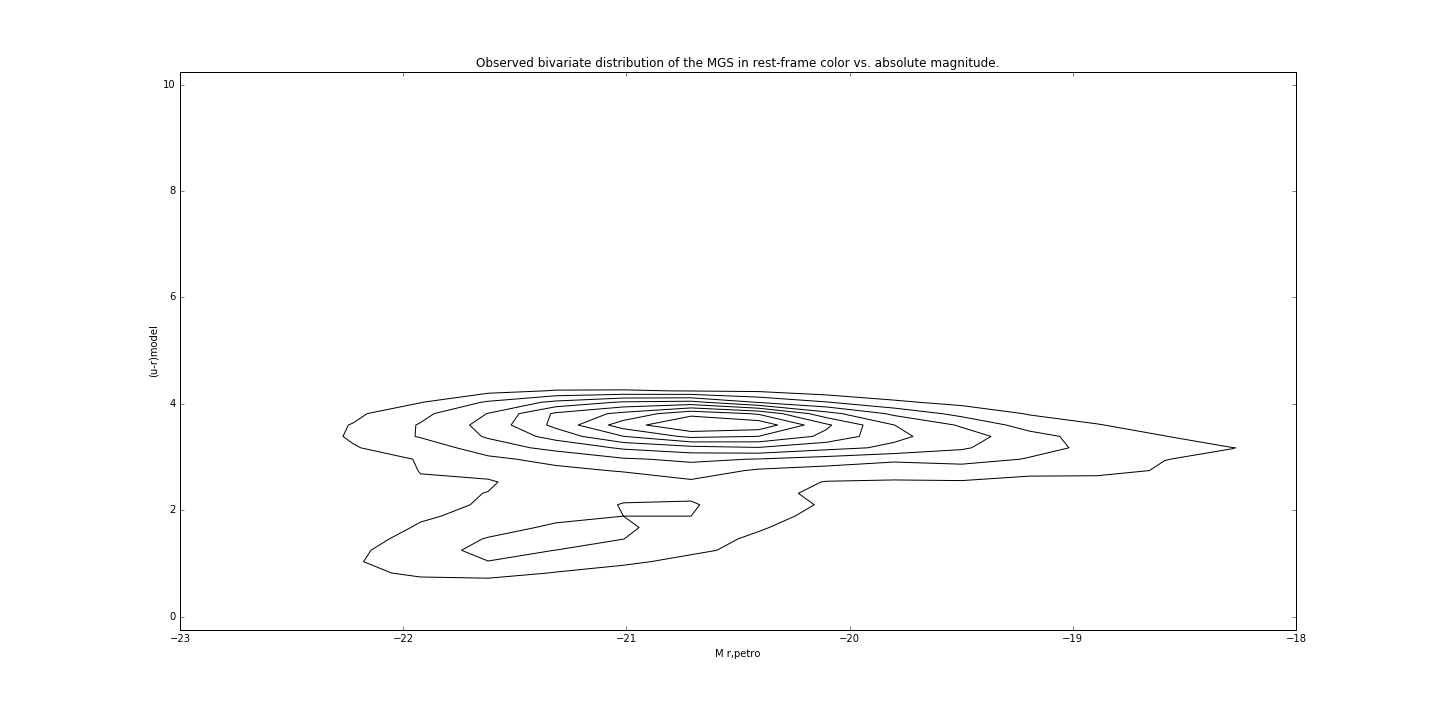 Observed bivariate distribution of the MGS in rest-frame color vs. absolute magnitude.
10
8
6
(u-r)model
4
2
0
−23 −22 −21 −20 −19 −18
M r,petro